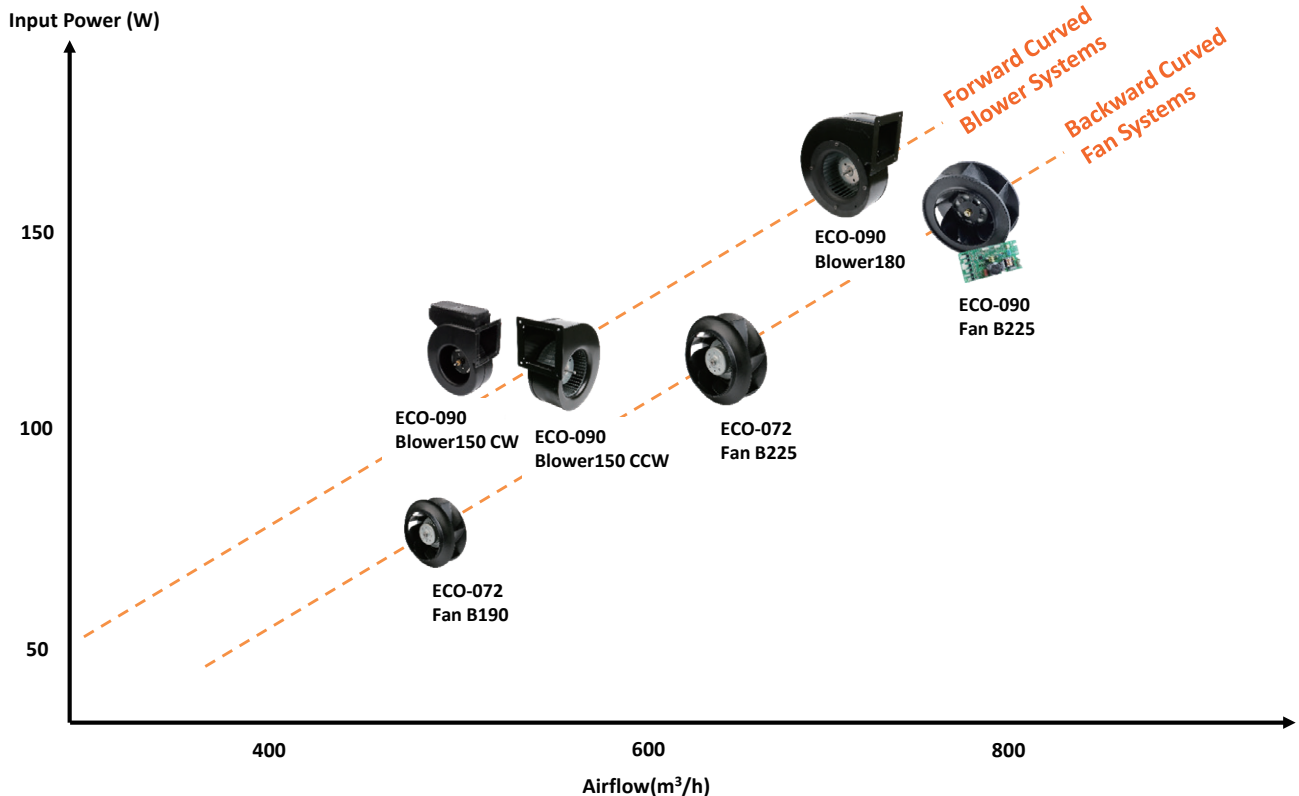 Input Power (W)
Forward Curved
Blower Systems
Backward Curved
Fan Systems
150
ECO-090
Blower180
ECO-090
Fan B225
100
ECO-090
Blower150 CW
ECO-090
Blower150 CCW
ECO-072
Fan B225
ECO-072
Fan B190
50
400
600
800
Airflow(m³/h)